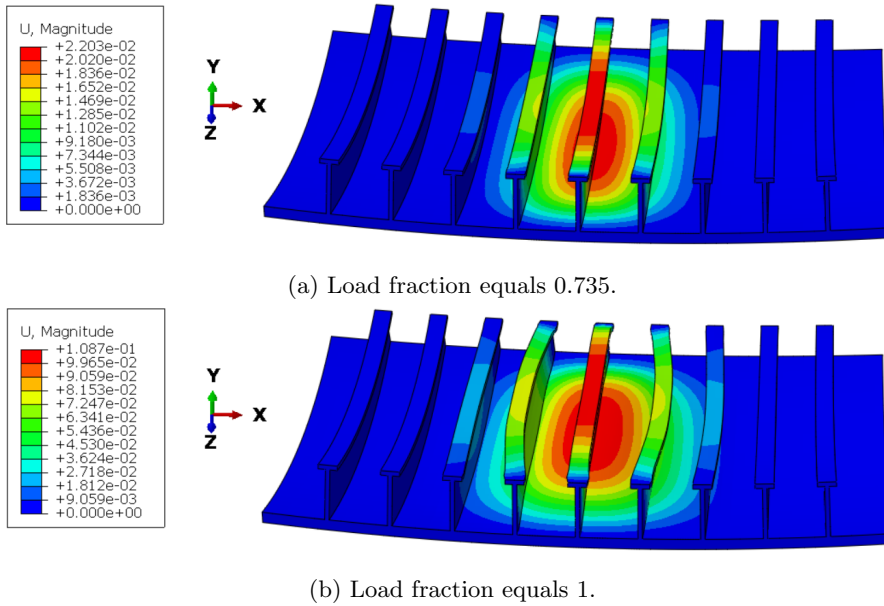 U, Magnitude
+2.203e-02
+2.020e-02
+1.836e-02
+1.652e-02
+1.469e-02
+1.285e-02
+1.102e-02
+9.180e-03
+7.344e-03
+5.508e-03
+3.672e-03
+1.836e-03
+0.000e+00
Y
X
Z
(a) Load fraction equals 0.735.
U, Magnitude
+1.087e-01
+9.965e-02
+9.059e-02
+8.153e-02
+7.247e-02
+6.341e-02
+5.436e-02
+4.530e-02
+3.624e-02
+2.718e-02
+1.812e-02
+9.059e-03
+0.000e+00
Y
X
Z
(b) Load fraction equals 1.